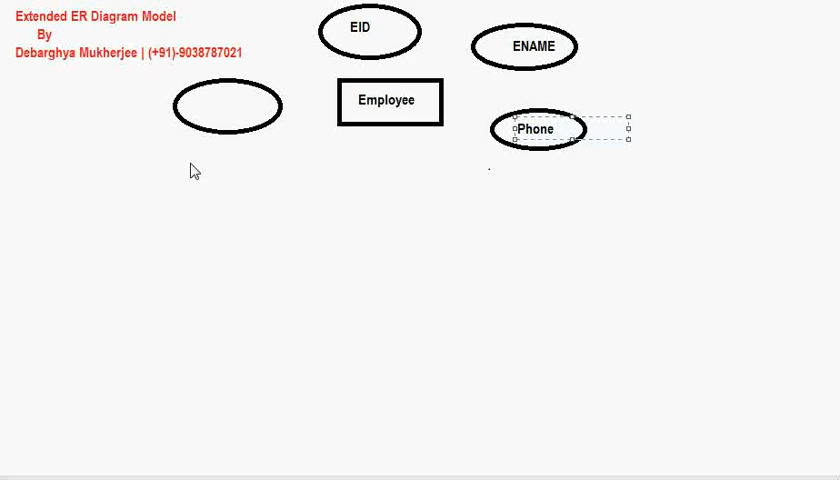 Extended ER Diagram Model
By
Debarghya Mukherjee | (+91)-9038787021
EID
ENAME
Employee
Phone